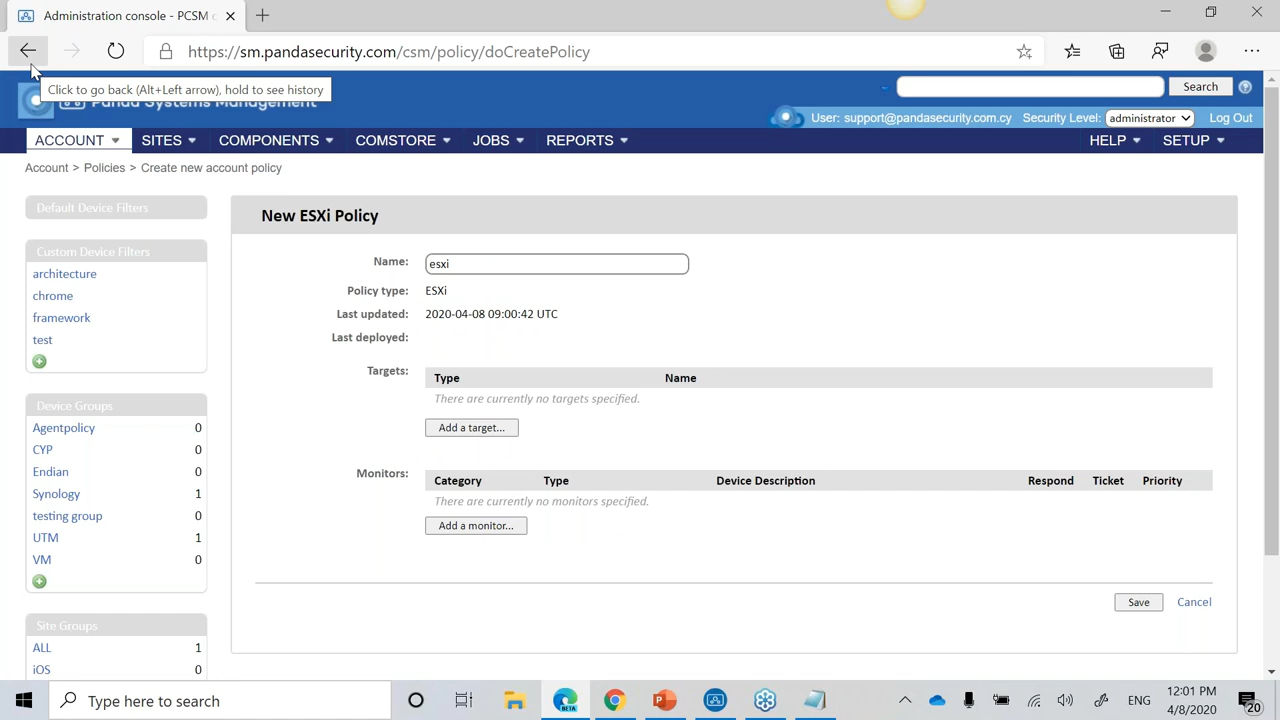 Administration console - PCSM c
https://sm.pandasecurity.com/csm/policy/doCreatePolicy
Click to go back (Alt+Left arrow), hold to see history
Panda Systems Management
Search
User: support@pandasecurity.com.cy Security Level: administrator Log Out
ACCOUNT SITES COMPONENTS COMSTORE JOBS REPORTS HELP SETUP
Account > Policies > Create new account policy
Default Device Filters
Custom Device Filters
architecture
chrome
framework
test
Device Groups
Agentpolicy 0
CYP 0
Endian 0
Synology 1
testing group 0
UTM 1
VM 0
Site Groups
ALL 1
iOS 0
New ESXi Policy
Name: esxi
Policy type: ESXi
Last updated: 2020-04-08 09:00:42 UTC
Last deployed:
Targets: Type Name
There are currently no targets specified.
Add a target...
Monitors: Category Type Device Description Respond Ticket Priority
There are currently no monitors specified.
Add a monitor...
Save Cancel
Type here to search
BETA
ENG
12:01 PM
4/8/2020
20